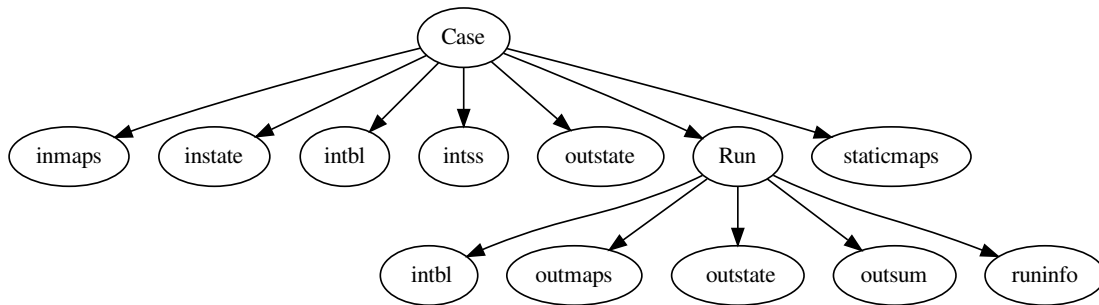 Case
inmaps
instate
intbl
intss
outstate
Run
staticmaps
intbl
outmaps
outstate
outsum
runinfo